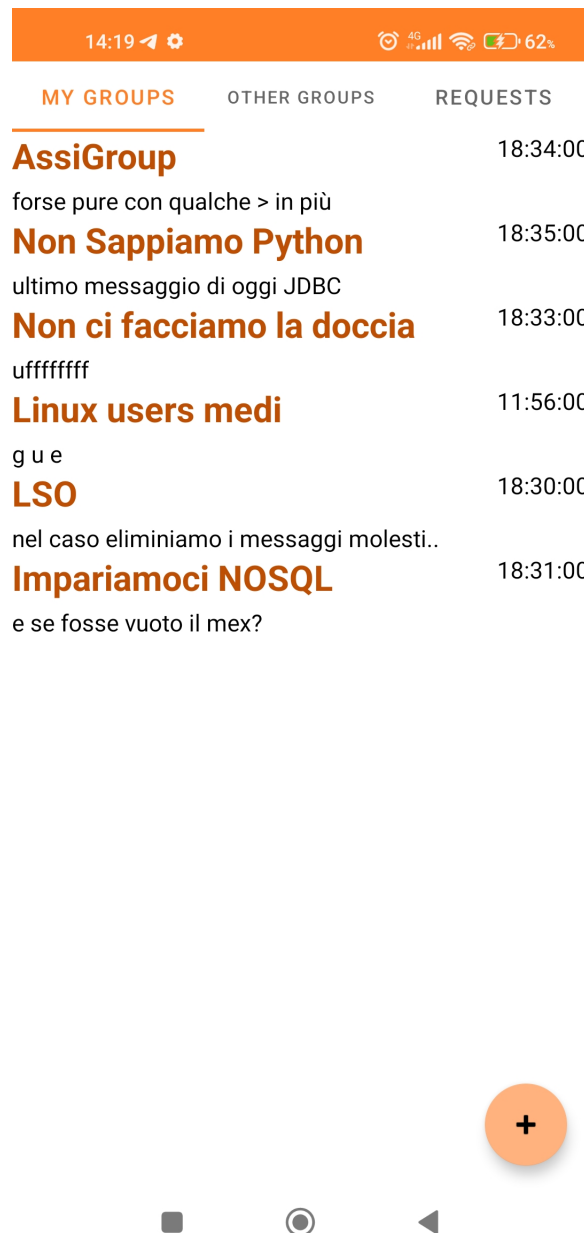 14:19 4G 62%
MY GROUPS OTHER GROUPS REQUESTS
AssiGroup 18:34:00
forse pure con qualche > in più
Non Sappiamo Python 18:35:00
ultimo messaggio di oggi JDBC
Non ci facciamo la doccia 18:33:00
uffffffff
Linux users medi 11:56:00
g u e
LSO 18:30:00
nel caso eliminiamo i messaggi molesti..
Impariamoci NOSQL 18:31:00
e se fosse vuoto il mex?
+